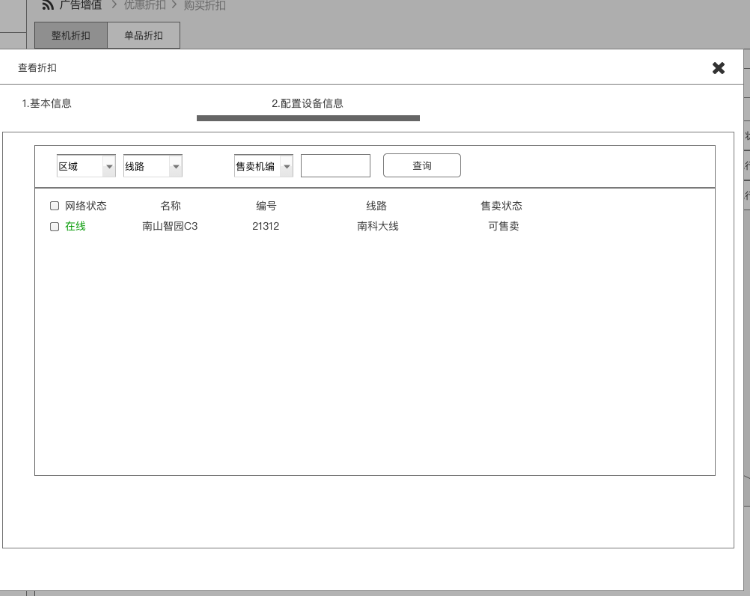 广告增值 > 优惠折扣 > 购买折扣
整机折扣 单品折扣
查看折扣
1.基本信息 2.配置设备信息
区域 线路 售卖机编 查询
网络状态 名称 编号 线路 售卖状态
在线 南山智园C3 21312 南科大线 可售卖